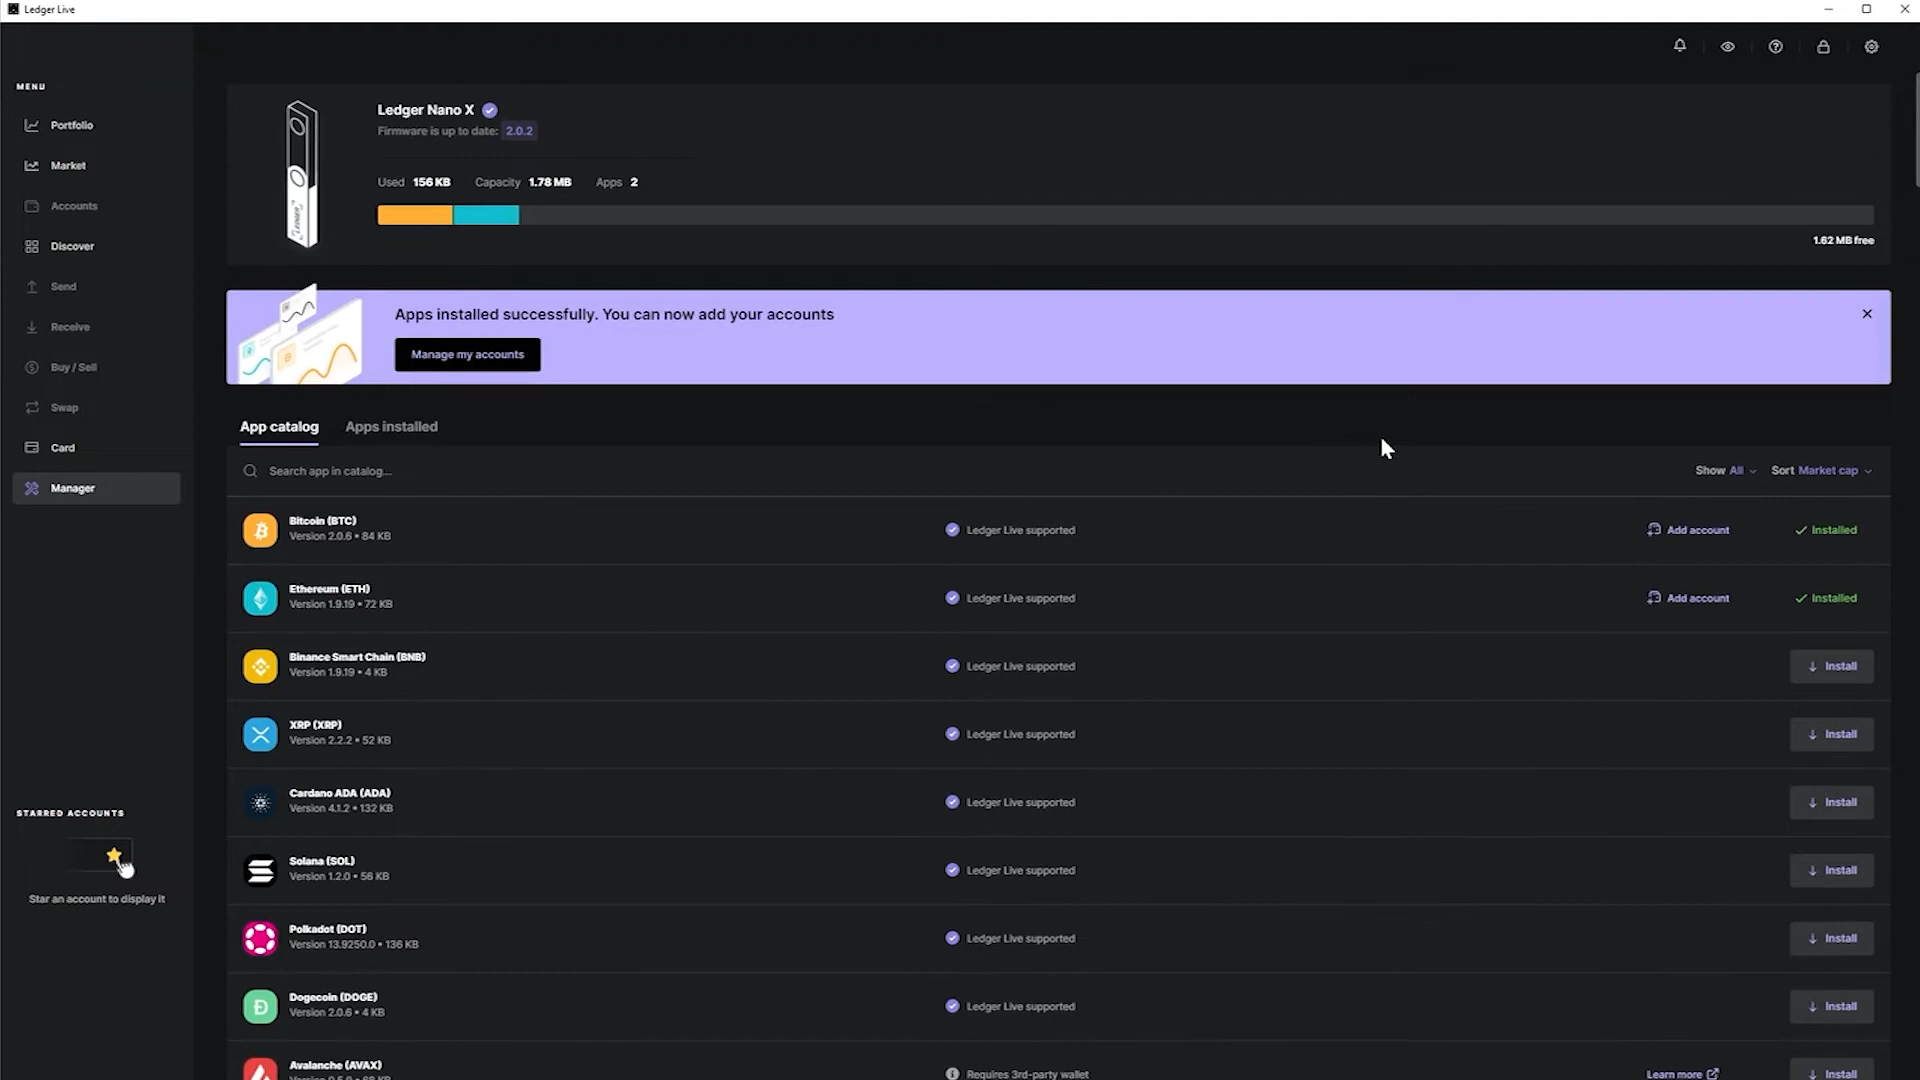 Ledger Live
MENU
Portfolio
Market
Accounts
Discover
Send
Receive
Buy / Sell
Swap
Card
Manager
STARRED ACCOUNTS
Star an account to display it
LEDGER
Ledger Nano X
Firmware is up to date: 2.0.2
Used 156 KB Capacity 1.78 MB Apps 2
1.62 MB free
Apps installed successfully. You can now add your accounts
Manage my accounts
App catalog Apps installed
Search app in catalog... Show All Sort Market cap
Bitcoin (BTC)
Version 2.0.6 • 84 KB
Ledger Live supported
Add account
Installed
Ethereum (ETH)
Version 1.9.19 • 72 KB
Ledger Live supported
Add account
Installed
Binance Smart Chain (BNB)
Version 1.9.19 • 4 KB
Ledger Live supported
Install
XRP (XRP)
Version 2.2.2 • 52 KB
Ledger Live supported
Install
Cardano ADA (ADA)
Version 4.1.2 • 132 KB
Ledger Live supported
Install
Solana (SOL)
Version 1.2.0 • 56 KB
Ledger Live supported
Install
Polkadot (DOT)
Version 13.9250.0 • 136 KB
Ledger Live supported
Install
Dogecoin (DOGE)
Version 2.0.6 • 4 KB
Ledger Live supported
Install
Avalanche (AVAX)
Requires 3rd-party wallet
Learn more
Install